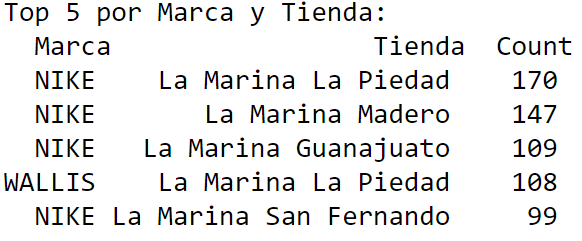 Top 5 por Marca y Tienda:
Marca Tienda Count
NIKE La Marina La Piedad 170
NIKE La Marina Madero 147
NIKE La Marina Guanajuato 109
WALLIS La Marina La Piedad 108
NIKE La Marina San Fernando 99